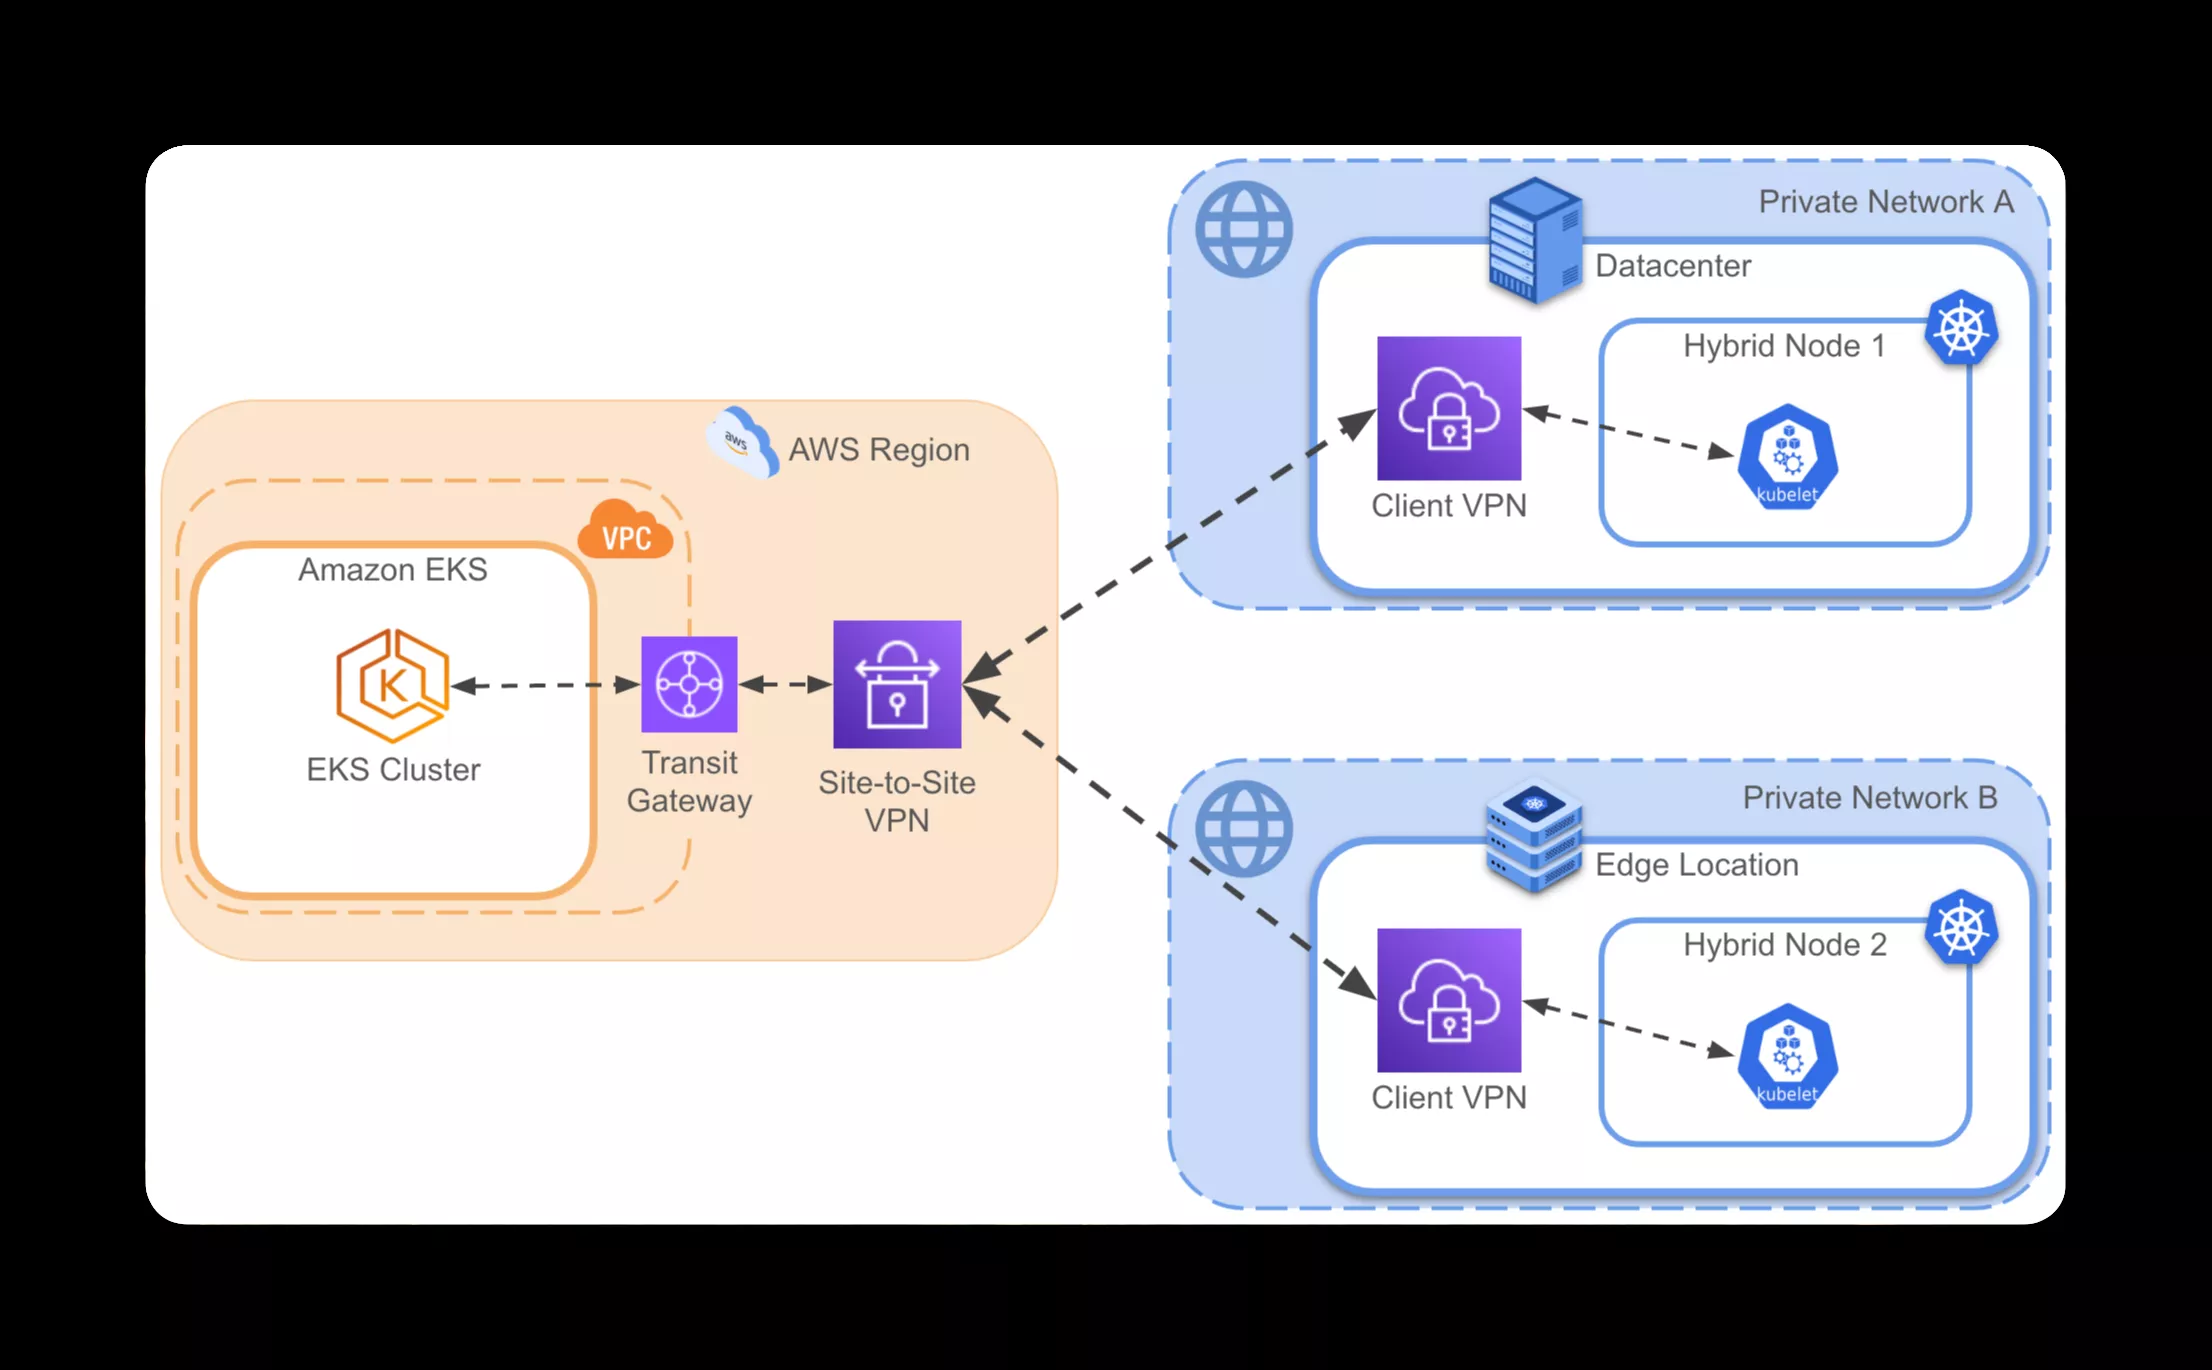 Private Network A
Datacenter
Hybrid Node 1
kubelet
Client VPN
aws
AWS Region
VPC
Amazon EKS
K
EKS Cluster
Transit
Gateway
Site-to-Site
VPN
Private Network B
Edge Location
Hybrid Node 2
kubelet
Client VPN